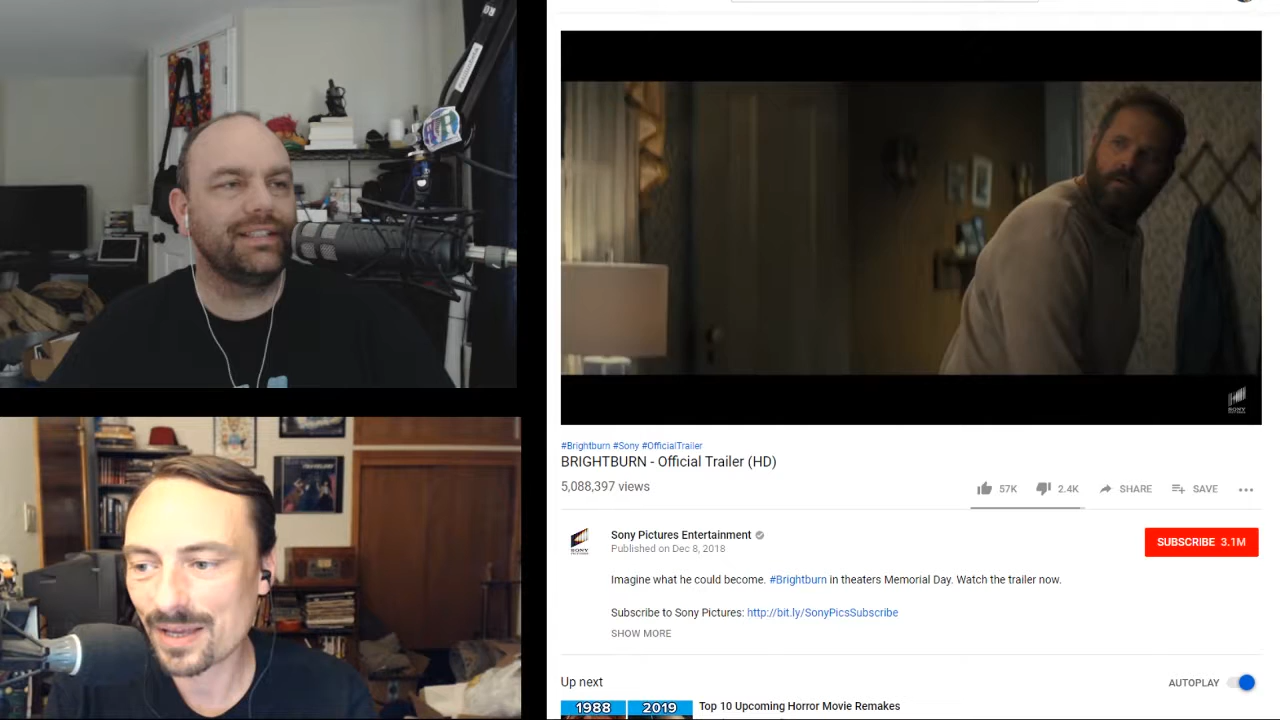 SONY
#Brightburn #Sony #OfficialTrailer
BRIGHTBURN - Official Trailer (HD)
5,088,397 views
57K
2.4K
SHARE
SAVE
SONY
Sony Pictures Entertainment
Published on Dec 8, 2018
SUBSCRIBE 3.1M
Imagine what he could become. #Brightburn in theaters Memorial Day. Watch the trailer now.
Subscribe to Sony Pictures: http://bit.ly/SonyPicsSubscribe
SHOW MORE
Up next
AUTOPLAY
1988 2019
Top 10 Upcoming Horror Movie Remakes